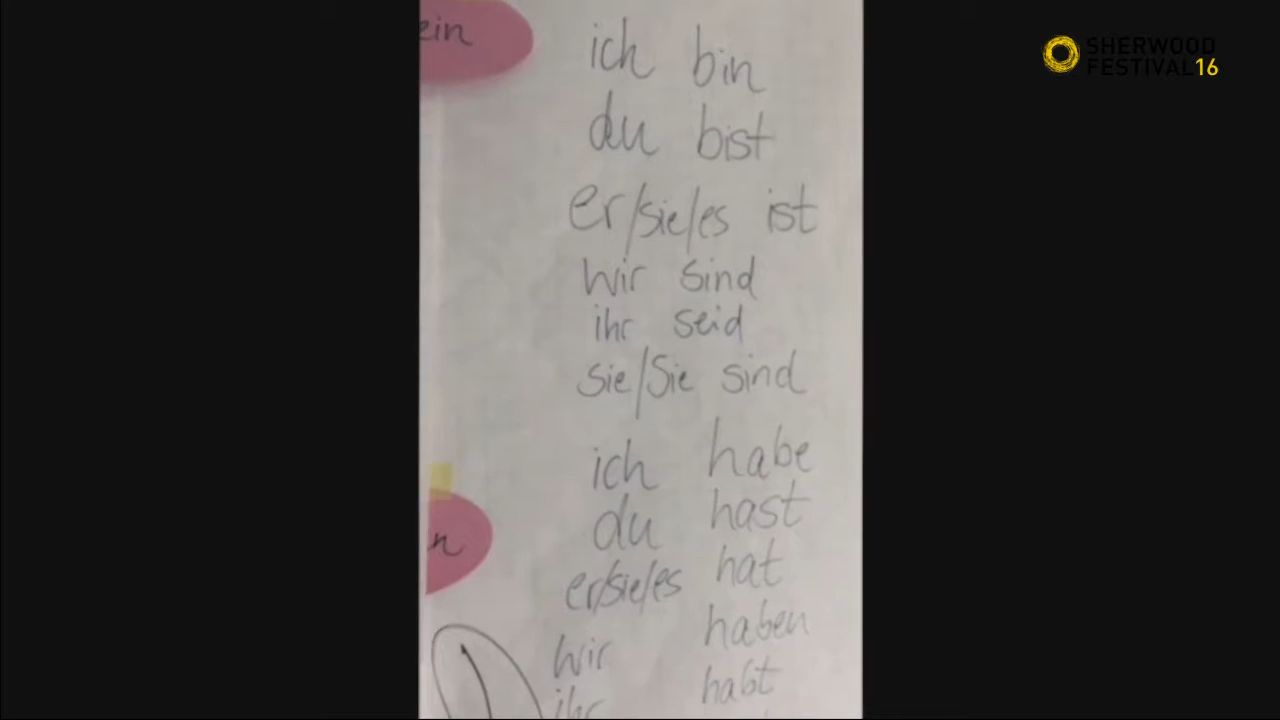 ein
ich bin
du bist
er/sie/es ist
wir sind
ihr seid
sie/Sie sind
ich habe
du hast
er/sie/es hat
n
wir haben
ihr habt
SHERWOOD
FESTIVAL16